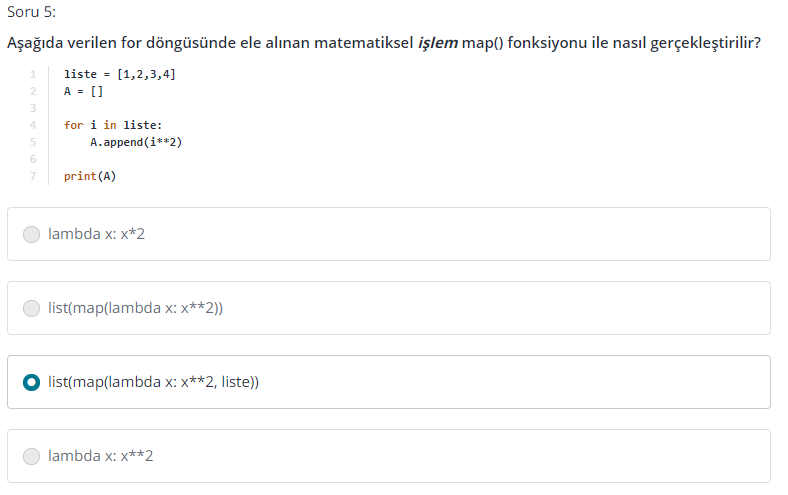 Soru 5:
Aşağıda verilen for döngüsünde ele alınan matematiksel işlem map() fonksiyonu ile nasıl gerçekleştirilir?
1 liste = [1,2,3,4]
2 A = []
3
4 for i in liste:
5 A.append(i**2)
6
7 print(A)
lambda x: x*2
list(map(lambda x: x**2))
list(map(lambda x: x**2, liste))
lambda x: x**2